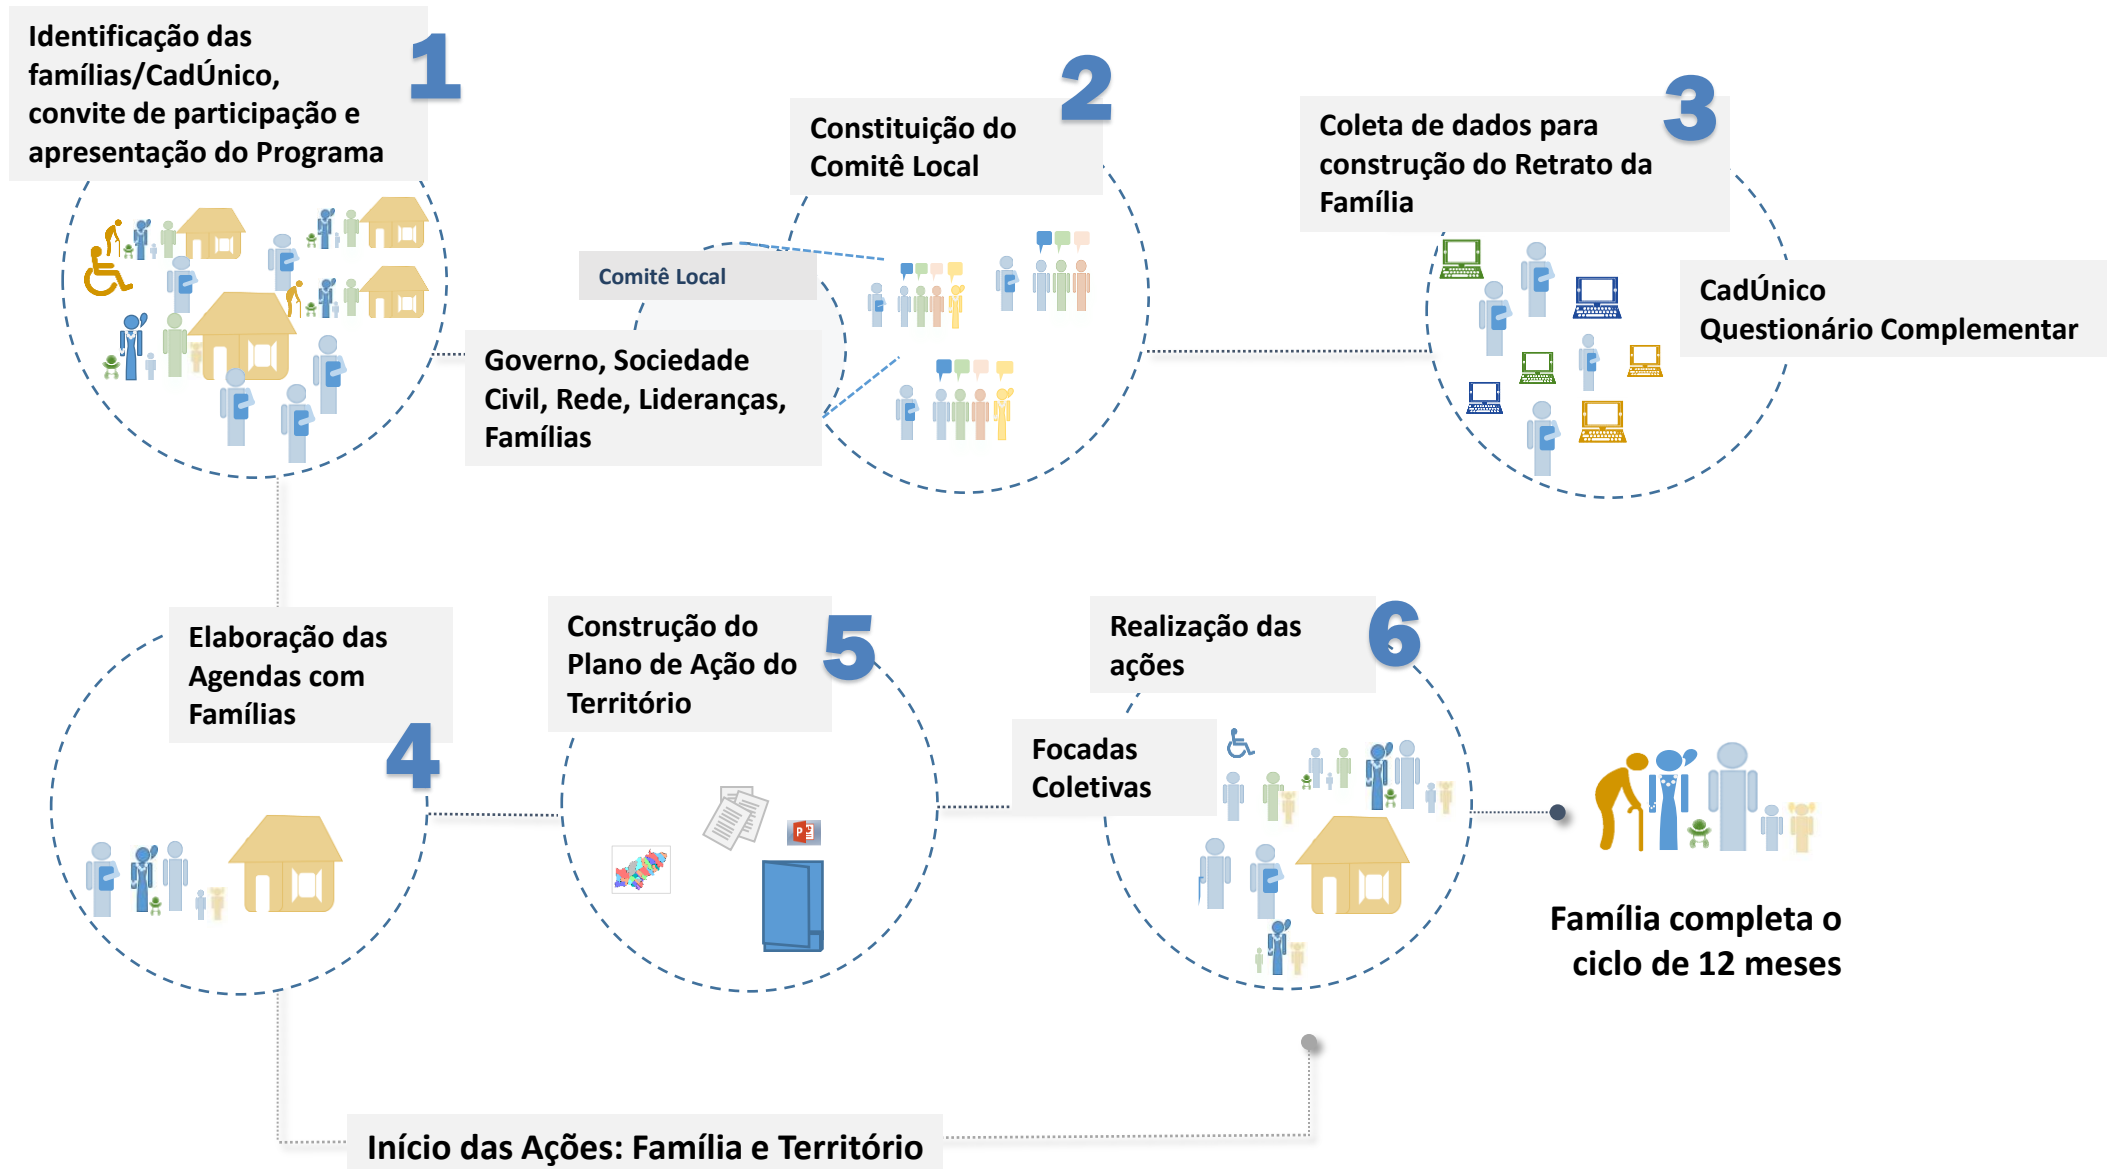 Identificação das
famílias/CadÚnico,
convite de participação e
apresentação do Programa
1
Constituição do
Comitê Local
2
Comitê Local
Governo, Sociedade
Civil, Rede, Lideranças,
Famílias
Coleta de dados para
construção do Retrato da
Família
3
CadÚnico
Questionário Complementar
Elaboração das
Agendas com
Famílias
4
Construção do
Plano de Ação do
Território
5
P
Realização das
ações
6
Focadas
Coletivas
Família completa o
ciclo de 12 meses
Início das Ações: Família e Território